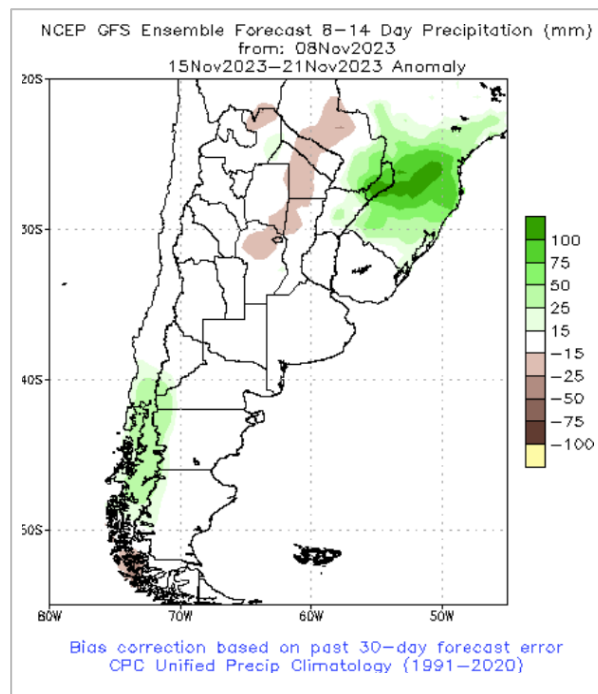 NCEP GFS Ensemble Forecast 8-14 Day Precipitation (mm)
from: 08Nov2023
15Nov2023-21Nov2023 Anomaly
20S
30S
40S
50S
80W
70W
60W
50W
100
75
50
25
15
-15
-25
-50
-75
-100
Bias correction based on past 30-day forecast error
CPC Unified Precip Climatology (1991-2020)